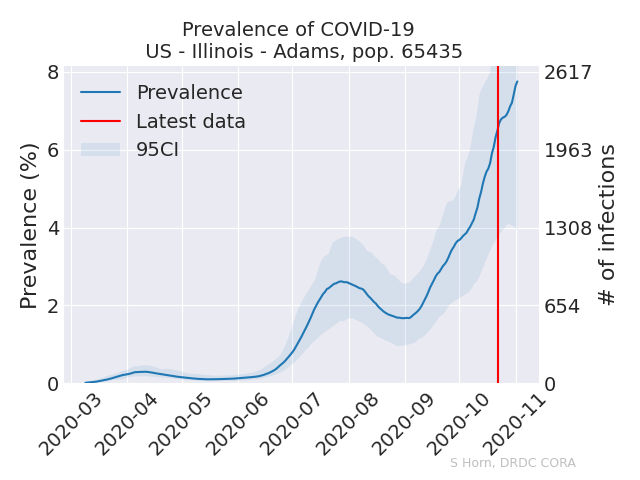 Prevalence of COVID-19
US - Illinois - Adams, pop. 65435
Prevalence
Latest data
95CI
Prevalence (%)
8
6
4
2
0
2617
1963
1308
654
0
# of infections
2020-03
2020-04
2020-05
2020-06
2020-07
2020-08
2020-09
2020-10
2020-11
S Horn, DRDC CORA